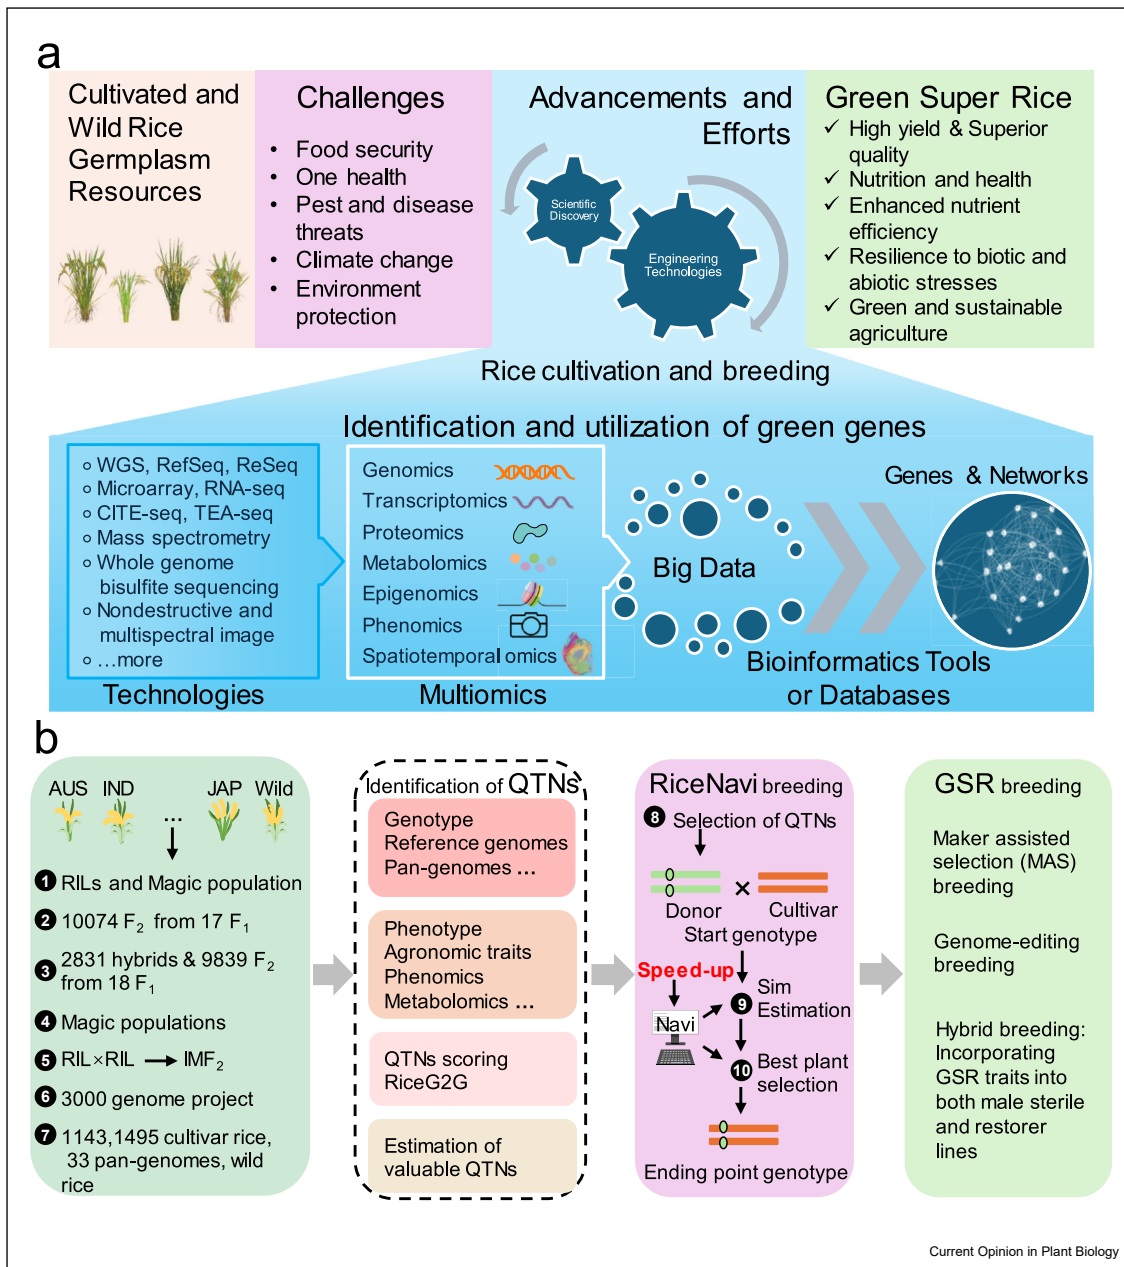 a
Cultivated and
Wild Rice
Germplasm
Resources
Challenges
• Food security
• One health
• Pest and disease
threats
• Climate change
• Environment
protection
Advancements and
Efforts
Scientific
Discovery
Engineering
Technologies
Green Super Rice
✓ High yield & Superior
quality
✓ Nutrition and health
✓ Enhanced nutrient
efficiency
✓ Resilience to biotic and
abiotic stresses
✓ Green and sustainable
agriculture
Rice cultivation and breeding
Identification and utilization of green genes
WGS, RefSeq, ReSeq
Microarray, RNA-seq
CITE-seq, TEA-seq
Mass spectrometry
Whole genome
bisulfite sequencing
Nondestructive and
multispectral image
...more
Technologies
Genomics
Transcriptomics
Proteomics
Metabolomics
Epigenomics
Phenomics
Spatiotemporal omics
Multiomics
Big Data
Genes & Networks
Bioinformatics Tools
or Databases
b
AUS IND ... JAP Wild
1 RILs and Magic population
2 10074 F2 from 17 F1
3 2831 hybrids & 9839 F2
from 18 F1
4 Magic populations
5 RIL×RIL → IMF2
6 3000 genome project
7 1143,1495 cultivar rice,
33 pan-genomes, wild
rice
Identification of QTNs
Genotype
Reference genomes
Pan-genomes ...
Phenotype
Agronomic traits
Phenomics
Metabolomics ...
QTNs scoring
RiceG2G
Estimation of
valuable QTNs
RiceNavi breeding
8 Selection of QTNs
×
Donor Cultivar
Start genotype
Speed-up
Navi
9 Sim
Estimation
10 Best plant
selection
Ending point genotype
GSR breeding
Maker assisted
selection (MAS)
breeding
Genome-editing
breeding
Hybrid breeding:
Incorporating
GSR traits into
both male sterile
and restorer
lines
Current Opinion in Plant Biology